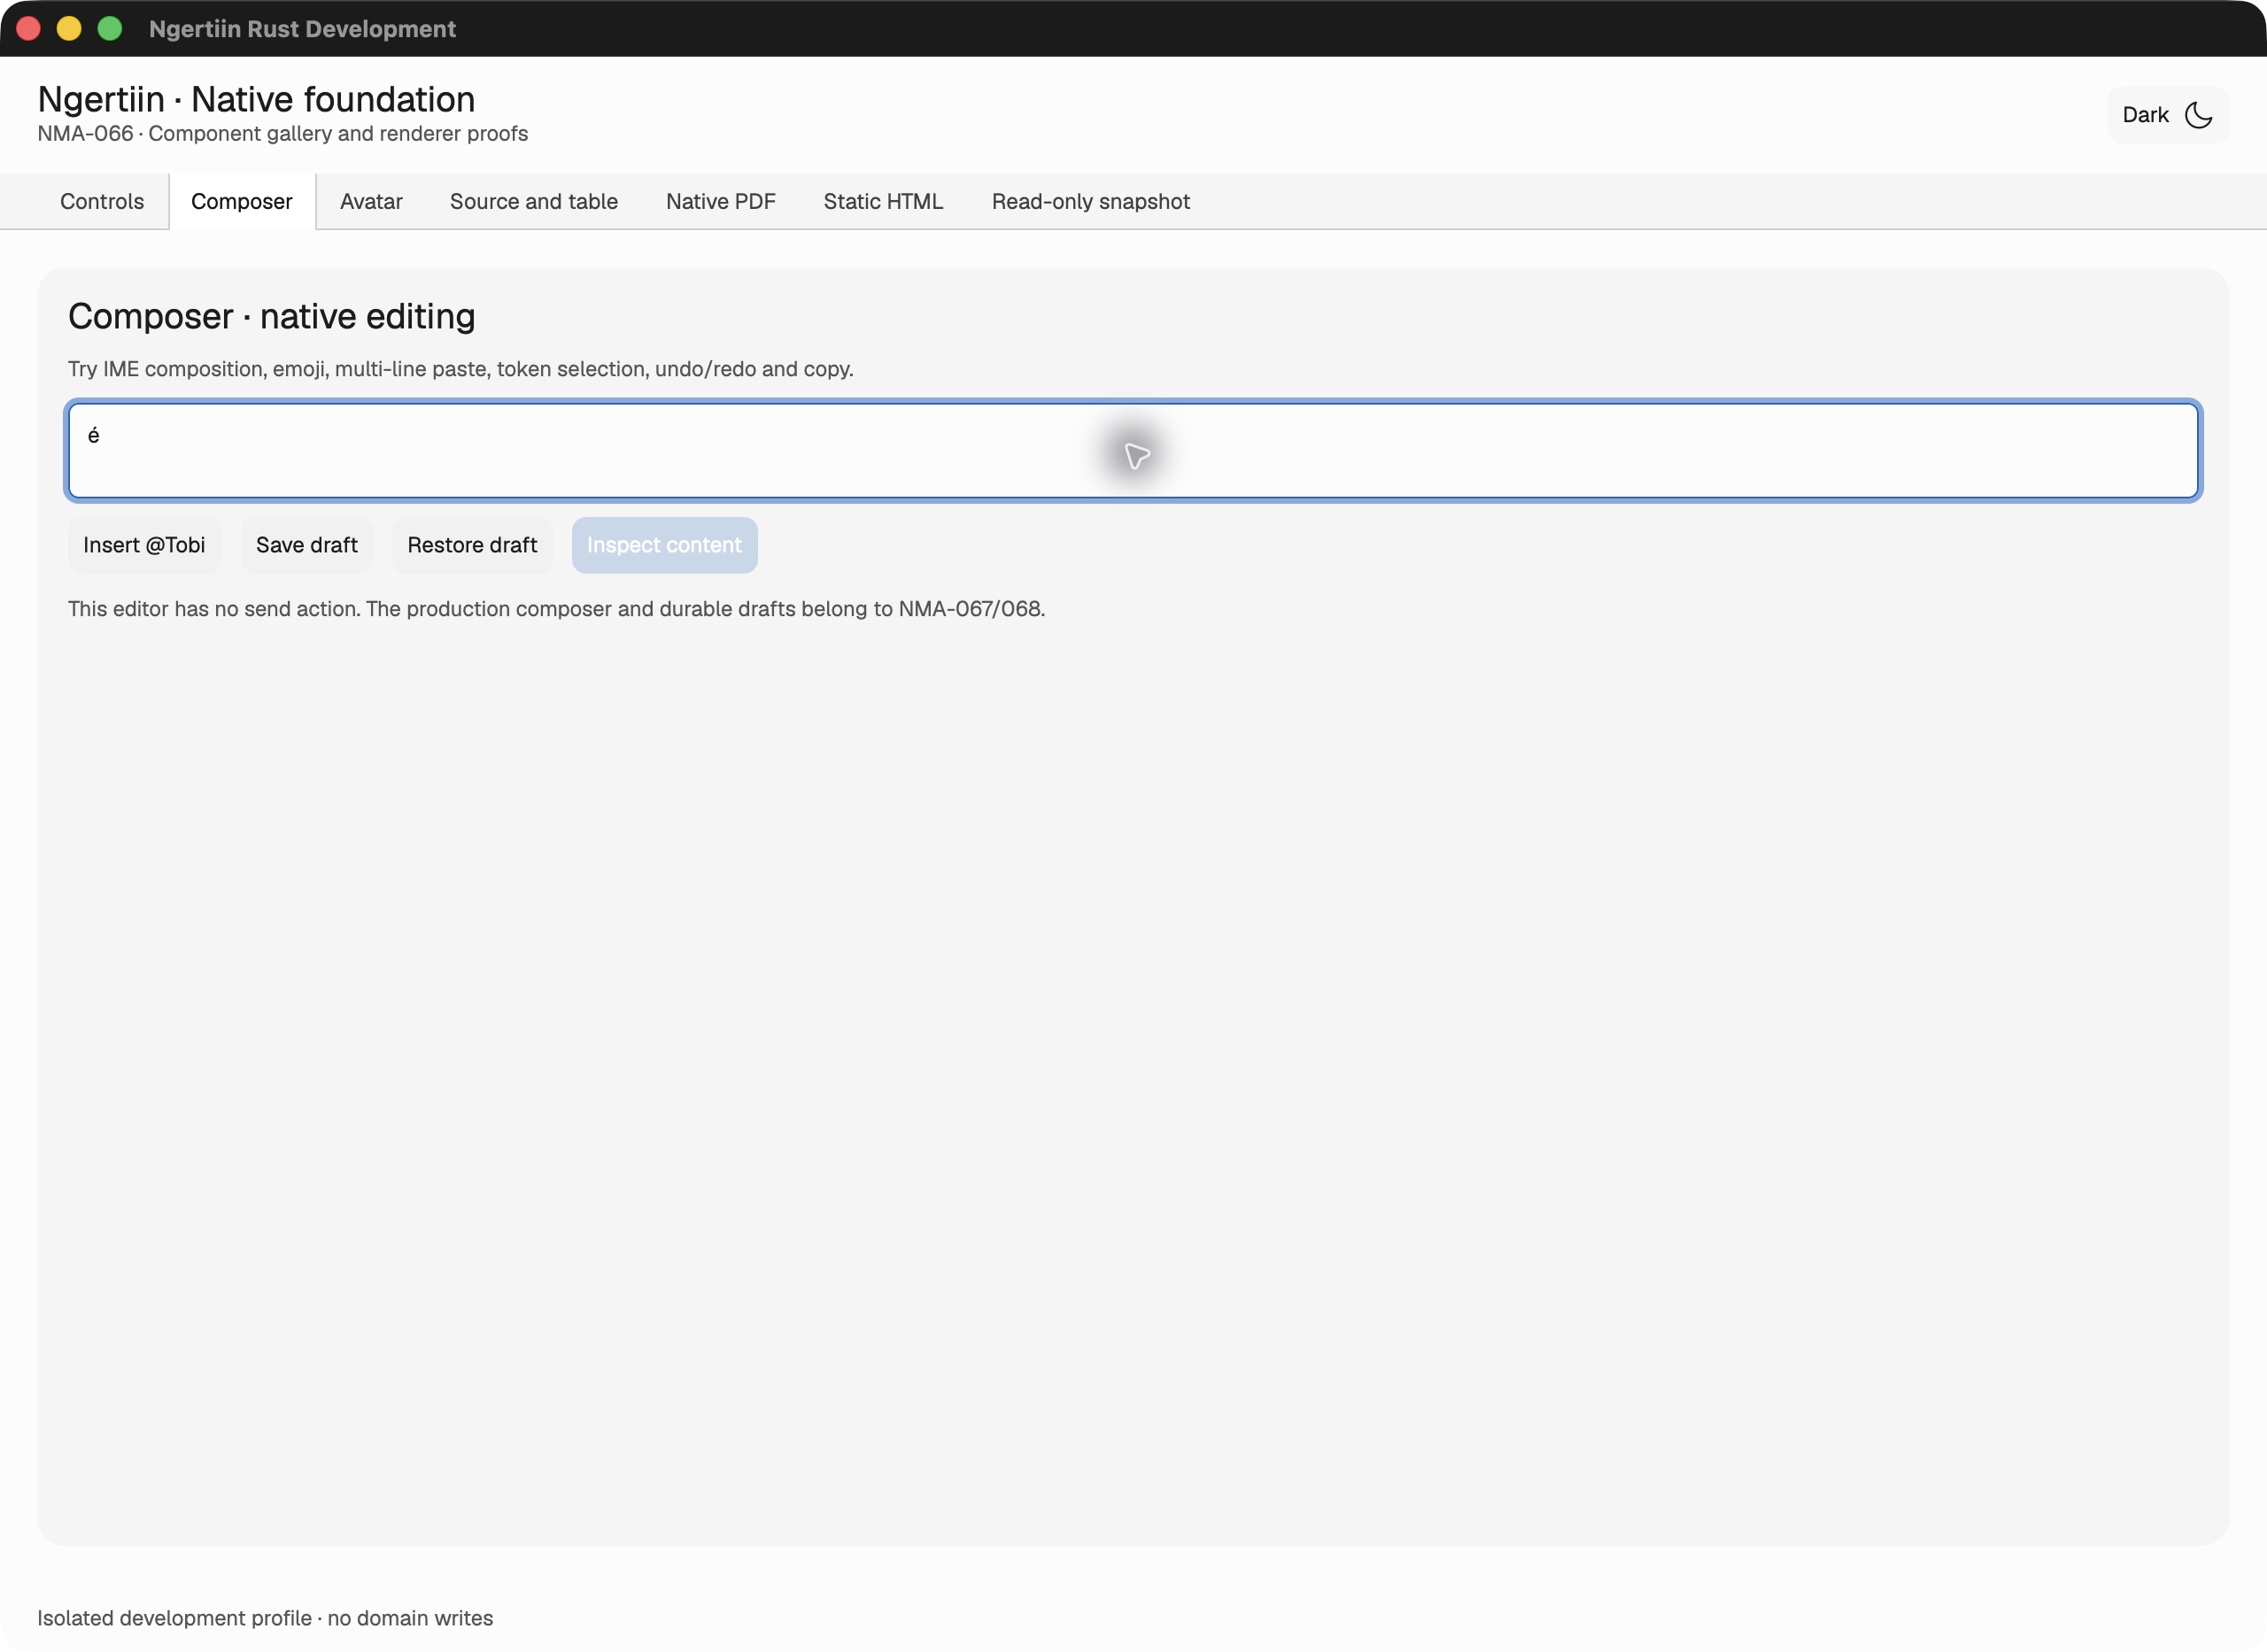 Ngertiin Rust Development
Ngertiin · Native foundation
NMA-066 · Component gallery and renderer proofs
Dark
Controls Composer Avatar Source and table Native PDF Static HTML Read-only snapshot
Composer · native editing
Try IME composition, emoji, multi-line paste, token selection, undo/redo and copy.
é
Insert @Tobi Save draft Restore draft Inspect content
This editor has no send action. The production composer and durable drafts belong to NMA-067/068.
Isolated development profile · no domain writes